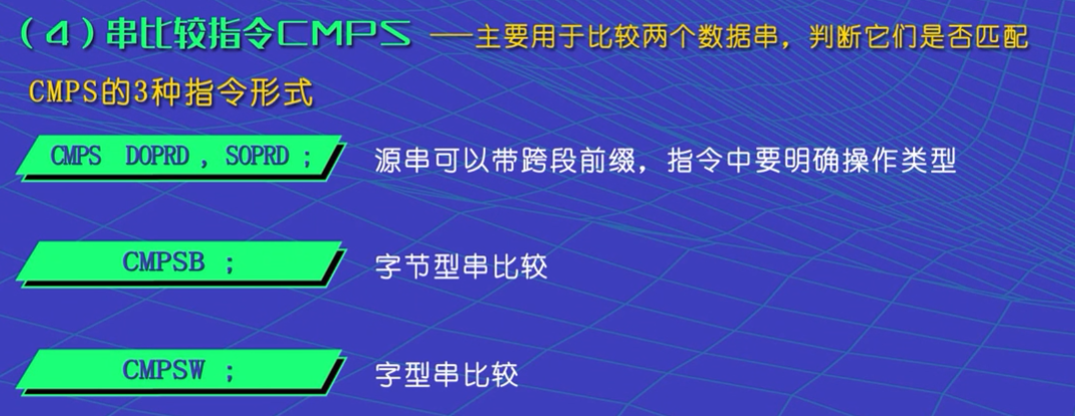 （4）串比较指令CMPS ——主要用于比较两个数据串，判断它们是否匹配
CMPS的3种指令形式
CMPS DOPRD , SOPRD ; 源串可以带跨段前缀，指令中要明确操作类型
CMPSB ; 字节型串比较
CMPSW ; 字型串比较